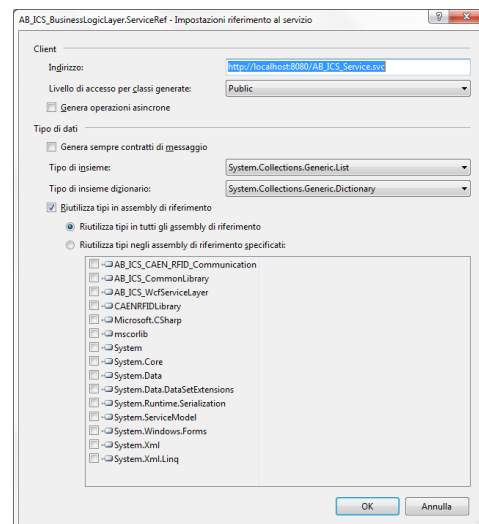 AB_ICS_BusinessLogicLayer.ServiceRef - Impostazioni riferimento al servizio
Client
Indirizzo:
http://localhost:8080/AB_ICS_Service.svc
Livello di accesso per classi generate:
Public
Genera operazioni asincrone
Tipo di dati
Genera sempre contratti di messaggio
Tipo di insieme:
System.Collections.Generic.List
Tipo di insieme dizionario:
System.Collections.Generic.Dictionary
Riutilizza tipi in assembly di riferimento
Riutilizza tipi in tutti gli assembly di riferimento
Riutilizza tipi negli assembly di riferimento specificati:
AB_ICS_CAEN_RFID_Communication
AB_ICS_CommonLibrary
AB_ICS_WcfServiceLayer
CAENRFIDLibrary
Microsoft.CSharp
mscorlib
System
System.Core
System.Data
System.Data.DataSetExtensions
System.Runtime.Serialization
System.ServiceModel
System.Windows.Forms
System.Xml
System.Xml.Linq
OK
Annulla